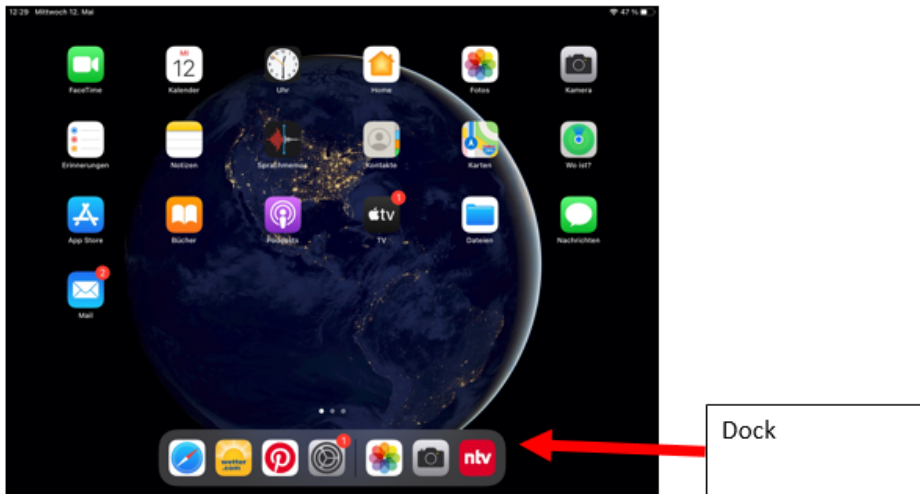 12:29 Mittwoch 12. Mai 47 %
MI
12
FaceTime Kalender Uhr Home Fotos Kamera
Erinnerungen Notizen Sprachmemos Kontakte Karten Wo ist?
1
tv
App Store Bücher Podcasts TV Dateien Nachrichten
2
Mail
wetter
.com
1
ntv
Dock